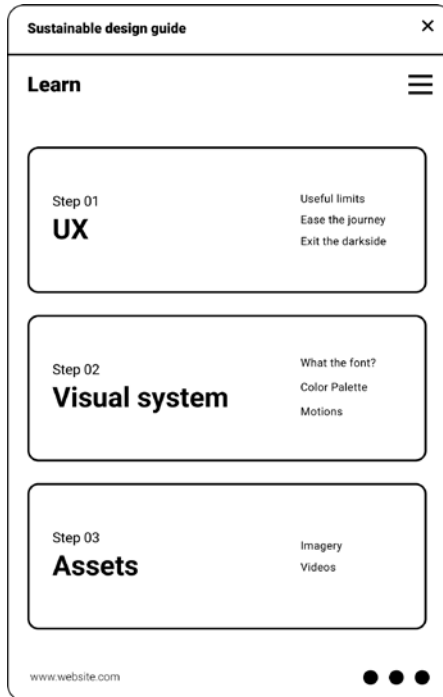 Sustainable design guide
Learn
Step 01
UX
Useful limits
Ease the journey
Exit the darkside
Step 02
Visual system
What the font?
Color Palette
Motions
Step 03
Assets
Imagery
Videos
www.website.com